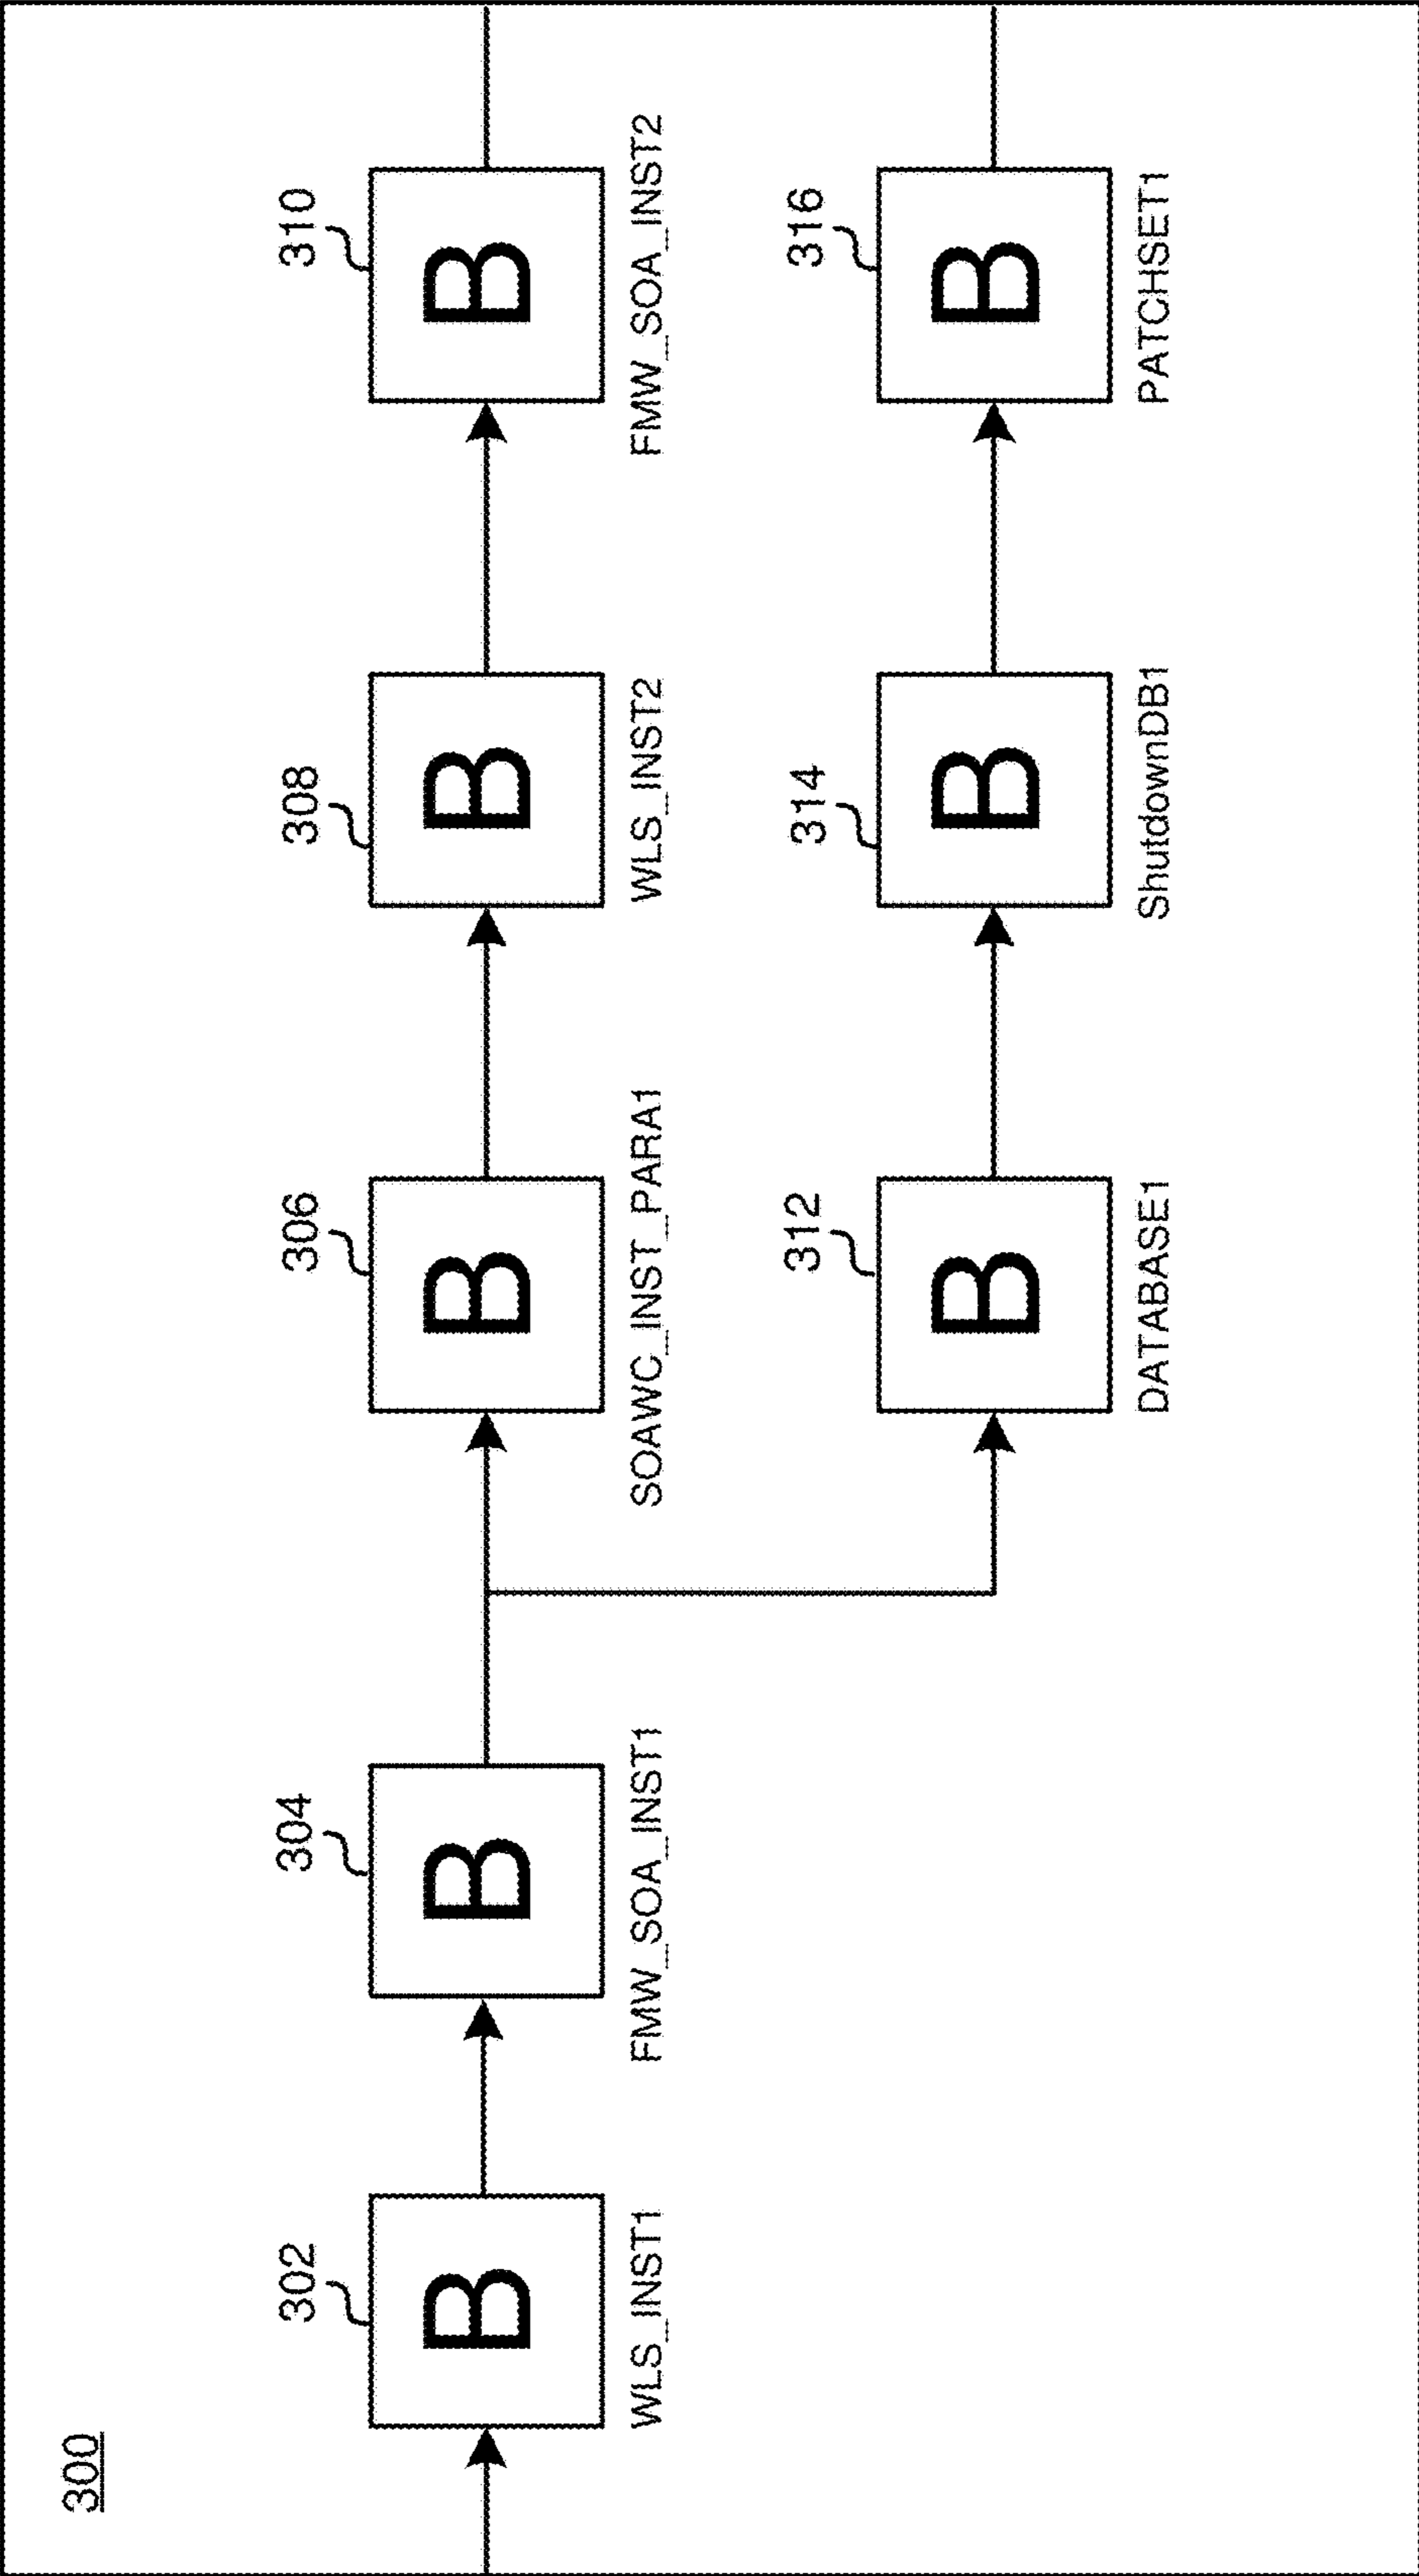 300
302
B
WLS_INST1
304
B
FMW_SOA_INST1
306
B
SOAWC_INST_PARA1
308
B
WLS_INST2
310
B
FMW_SOA_INST2
312
B
DATABASE1
314
B
ShutdownDB1
316
B
PATCHSET1